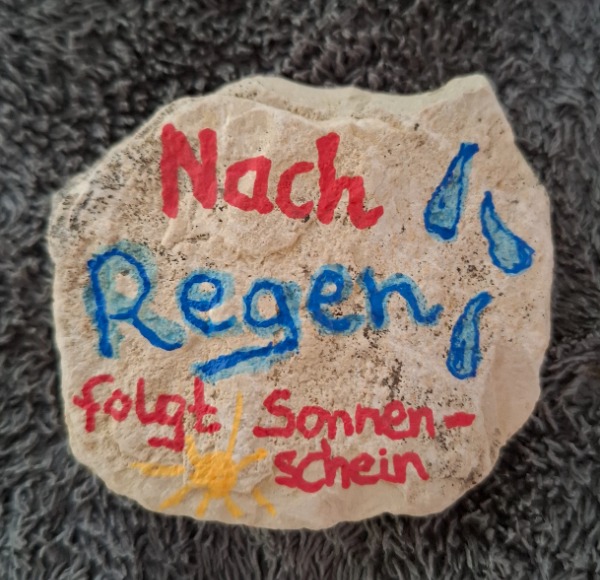 Nach
Regen
folgt Sonnen-
schein